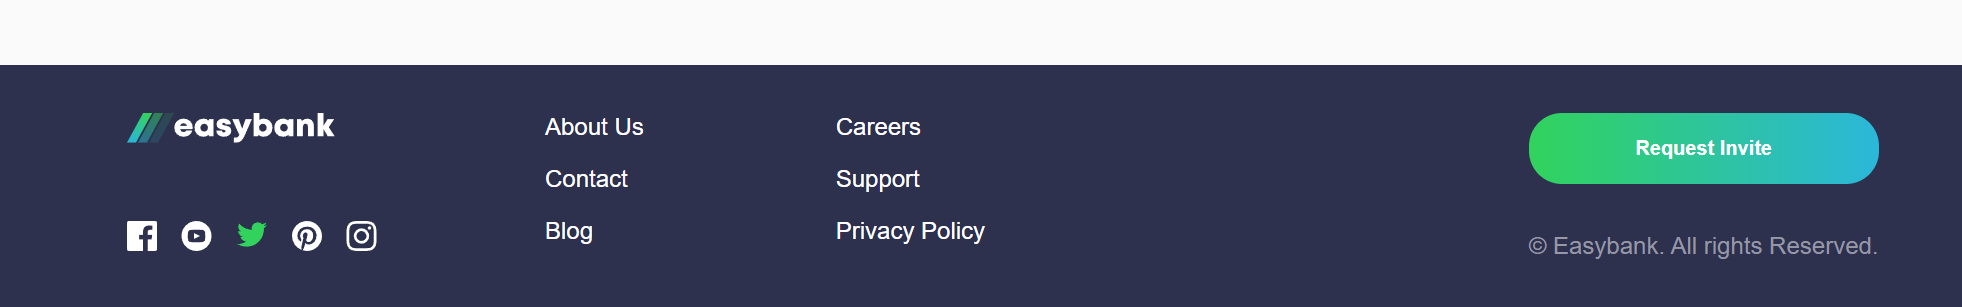 easybank
About Us
Contact
Blog
Careers
Support
Privacy Policy
Request Invite
© Easybank. All rights Reserved.